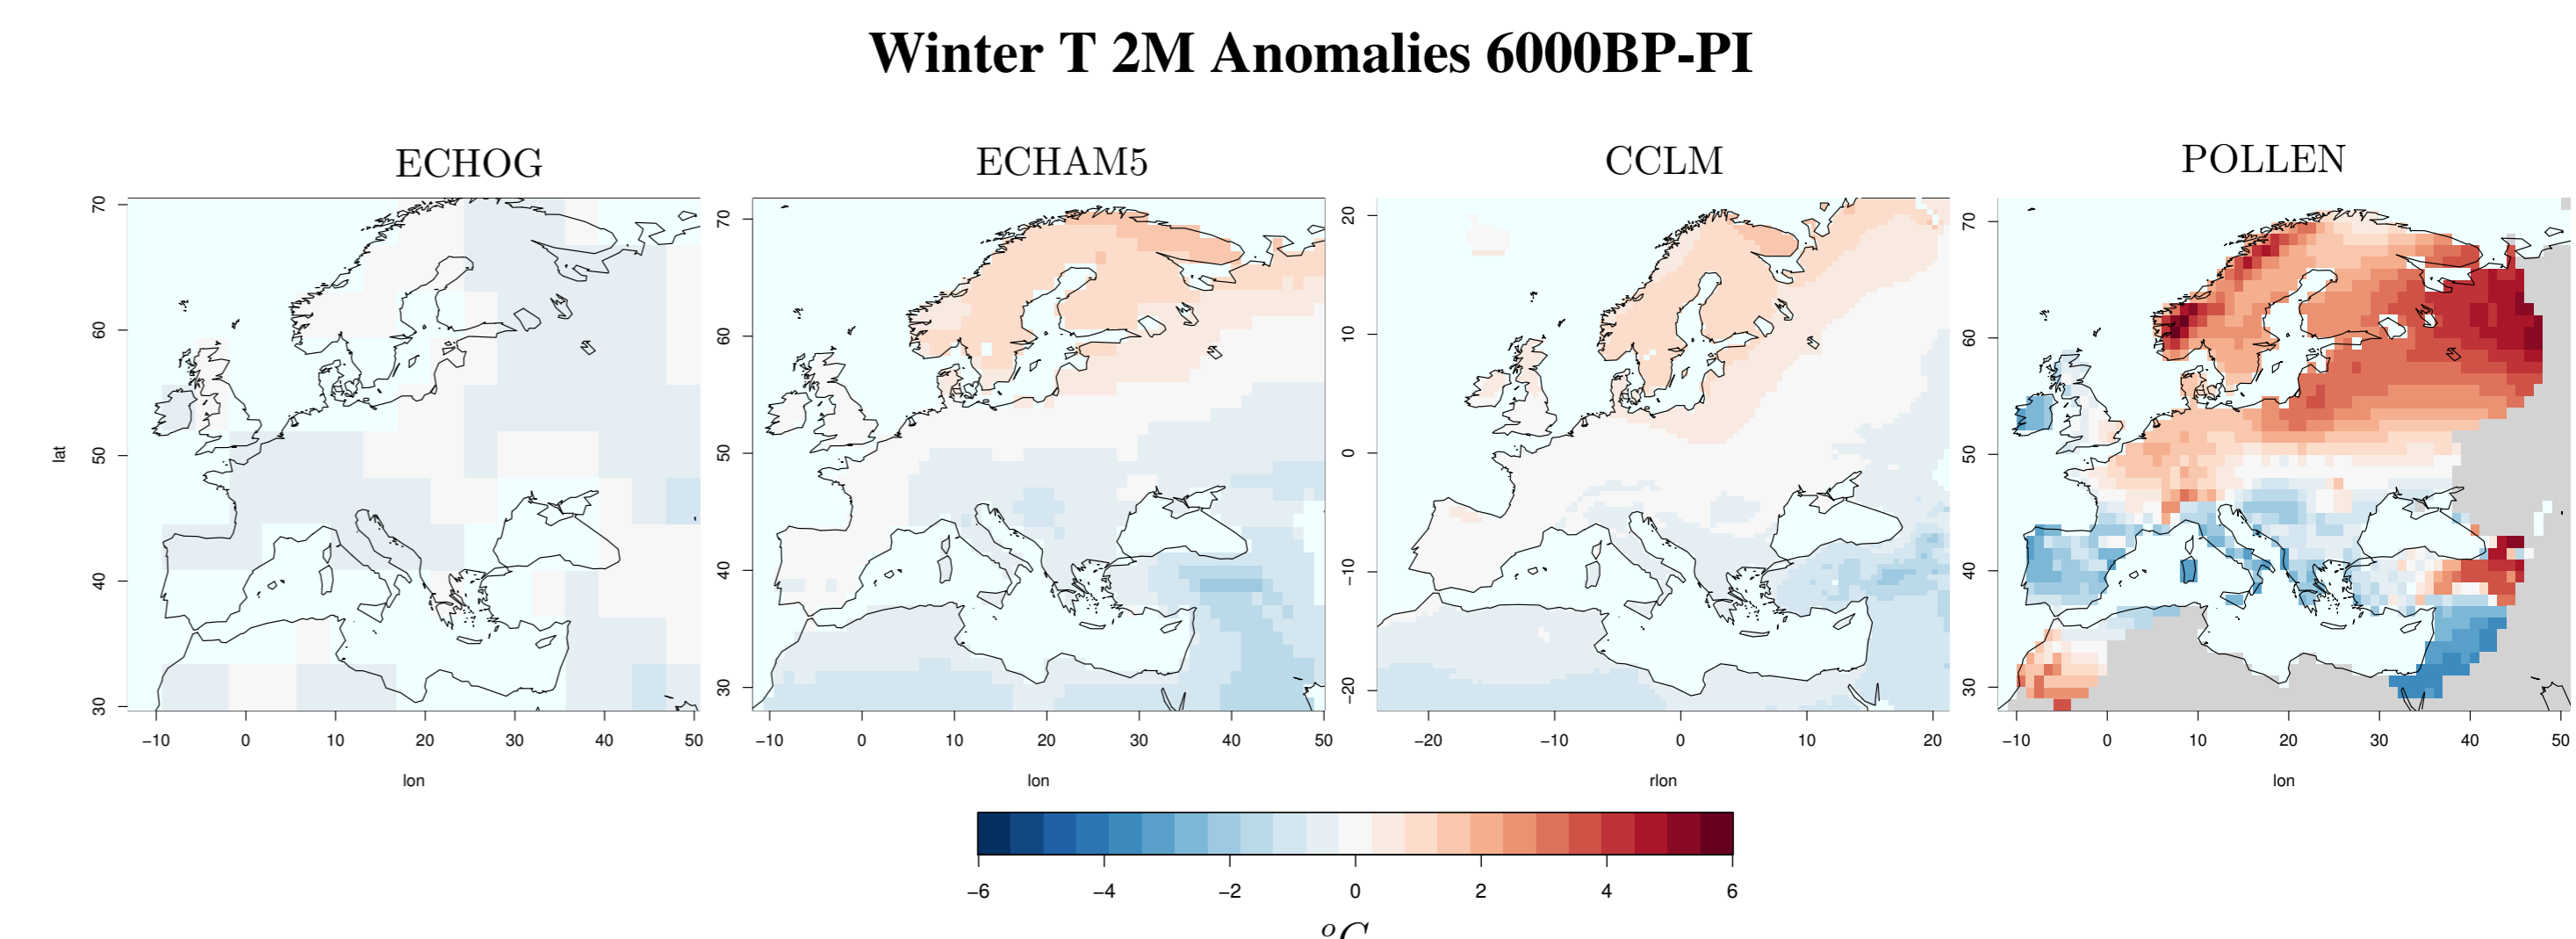 Winter T 2M Anomalies 6000BP-PI
ECHOG
ECHAM5
CCLM
POLLEN
lat
70
60
50
40
30
−10 0 10 20 30 40 50
lon
70
60
50
40
30
−10 0 10 20 30 40 50
lon
20
10
0
−10
−20
−20 −10 0 10 20
rlon
70
60
50
40
30
−10 0 10 20 30 40 50
lon
−6 −4 −2 0 2 4 6
°C